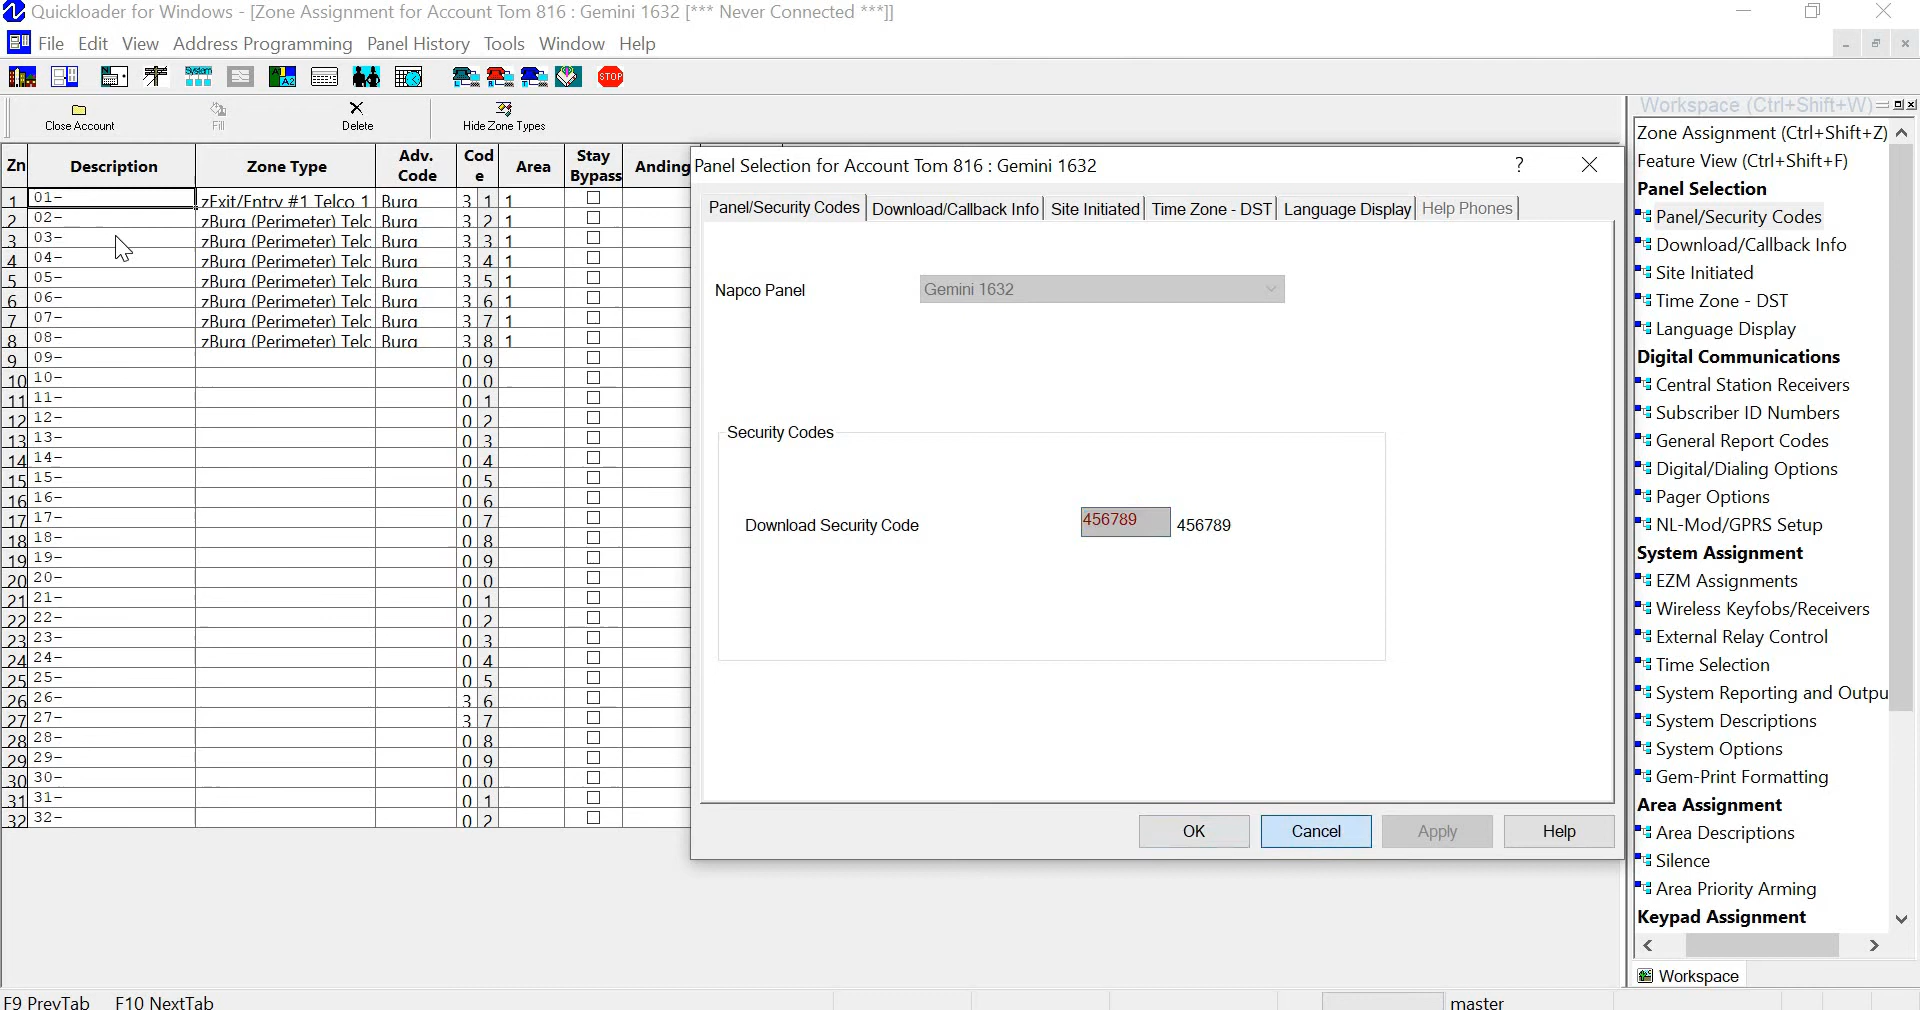 Quickloader for Windows - [Zone Assignment for Account Tom 816 : Gemini 1632 [*** Never Connected ***]]
File Edit View Address Programming Panel History Tools Window Help
System
STOP
Close Account Fill Delete Hide Zone Types
Zn Description Zone Type Adv. Code Cod e Area Stay Bypass Anding
1 01- zExit/Entry #1 Telco 1 Burg 3 1 1
2 02- zBurg (Perimeter) Telc Burg 3 2 1
3 03- zBurg (Perimeter) Telc Burg 3 3 1
4 04- zBurg (Perimeter) Telc Burg 3 4 1
5 05- zBurg (Perimeter) Telc Burg 3 5 1
6 06- zBurg (Perimeter) Telc Burg 3 6 1
7 07- zBurg (Perimeter) Telc Burg 3 7 1
8 08- zBurg (Perimeter) Telc Burg 3 8 1
9 09- 0 9
10 10- 0 0
11 11- 0 1
12 12- 0 2
13 13- 0 3
14 14- 0 4
15 15- 0 5
16 16- 0 6
17 17- 0 7
18 18- 0 8
19 19- 0 9
20 20- 0 0
21 21- 0 1
22 22- 0 2
23 23- 0 3
24 24- 0 4
25 25- 0 5
26 26- 3 6
27 27- 3 7
28 28- 0 8
29 29- 0 9
30 30- 0 0
31 31- 0 1
32 32- 0 2
Panel Selection for Account Tom 816 : Gemini 1632 ?
Panel/Security Codes Download/Callback Info Site Initiated Time Zone - DST Language Display Help Phones
Napco Panel Gemini 1632
Security Codes
Download Security Code 456789 456789
OK Cancel Apply Help
Workspace (Ctrl+Shift+W)
Zone Assignment (Ctrl+Shift+Z)
Feature View (Ctrl+Shift+F)
Panel Selection
Panel/Security Codes
Download/Callback Info
Site Initiated
Time Zone - DST
Language Display
Digital Communications
Central Station Receivers
Subscriber ID Numbers
General Report Codes
Digital/Dialing Options
Pager Options
NL-Mod/GPRS Setup
System Assignment
EZM Assignments
Wireless Keyfobs/Receivers
External Relay Control
Time Selection
System Reporting and Outpu
System Descriptions
System Options
Gem-Print Formatting
Area Assignment
Area Descriptions
Silence
Area Priority Arming
Keypad Assignment
Workspace
F9 PrevTab F10 NextTab master